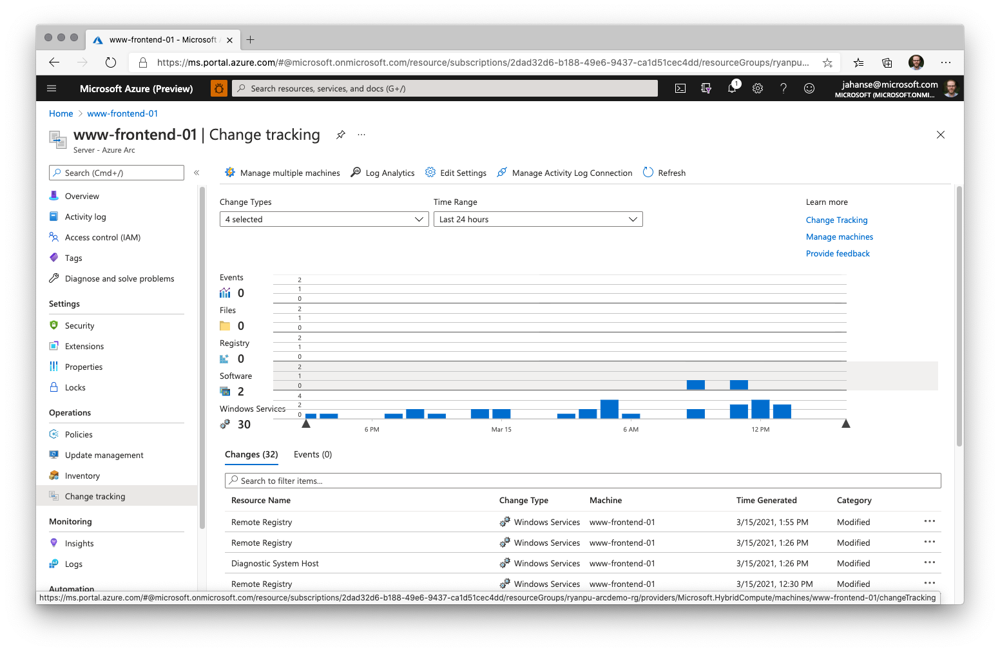 www-frontend-01 - Microsoft A
https://ms.portal.azure.com/#@microsoft.onmicrosoft.com/resource/subscriptions/2dad32d6-b188-49e6-9437-ca1d51cec4dd/resourceGroups/ryanpu...
Microsoft Azure (Preview)
Search resources, services, and docs (G+/)
1
jahanse@microsoft.com
MICROSOFT (MICROSOFT.ONMI...
Home > www-frontend-01
www-frontend-01 | Change tracking
Server - Azure Arc
Search (Cmd+/)
«
Overview
Activity log
Access control (IAM)
Tags
Diagnose and solve problems
Settings
Security
Extensions
Properties
Locks
Operations
Policies
Update management
Inventory
Change tracking
Monitoring
Insights
Logs
Automation
Manage multiple machines Log Analytics Edit Settings Manage Activity Log Connection Refresh
Change Types
4 selected
Time Range
Last 24 hours
Learn more
Change Tracking
Manage machines
Provide feedback
Events
0
Files
0
Registry
0
Software
2
Windows Services
30
2
1
0
2
1
0
2
1
0
2
1
0
4
2
0
6 PM Mar 15 6 AM 12 PM
Changes (32) Events (0)
Search to filter items...
Resource Name Change Type Machine Time Generated Category
Remote Registry Windows Services www-frontend-01 3/15/2021, 1:55 PM Modified
Remote Registry Windows Services www-frontend-01 3/15/2021, 1:26 PM Modified
Diagnostic System Host Windows Services www-frontend-01 3/15/2021, 1:26 PM Modified
Remote Registry Windows Services www-frontend-01 3/15/2021, 12:30 PM Modified
https://ms.portal.azure.com/#@microsoft.onmicrosoft.com/resource/subscriptions/2dad32d6-b188-49e6-9437-ca1d51cec4dd/resourceGroups/ryanpu-arcdemo-rg/providers/Microsoft.HybridCompute/machines/www-frontend-01/changeTracking